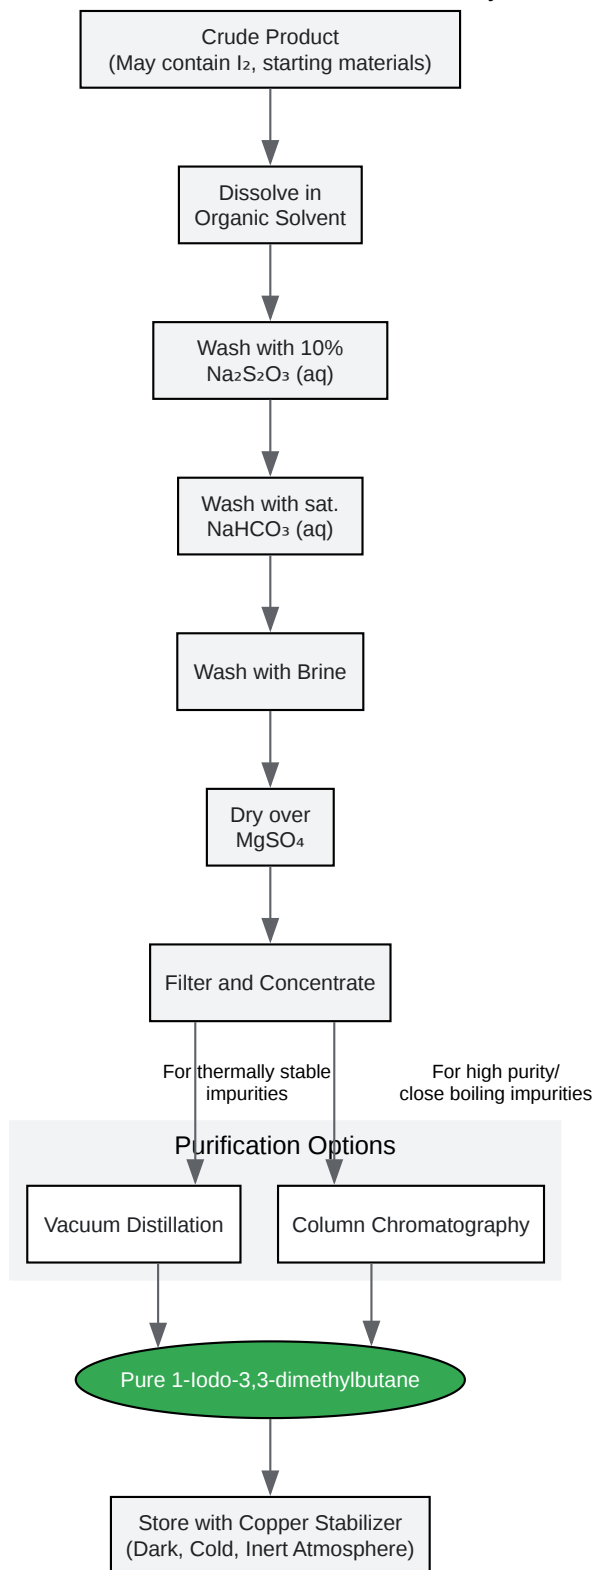 Crude Product
(May contain I₂, starting materials)
Dissolve in
Organic Solvent
Wash with 10%
Na₂S₂O₃ (aq)
Wash with sat.
NaHCO₃ (aq)
Wash with Brine
Dry over
MgSO₄
Filter and Concentrate
For thermally stable
impurities
For high purity/
close boiling impurities
Purification Options
Vacuum Distillation
Column Chromatography
Pure 1-Iodo-3,3-dimethylbutane
Store with Copper Stabilizer
(Dark, Cold, Inert Atmosphere)